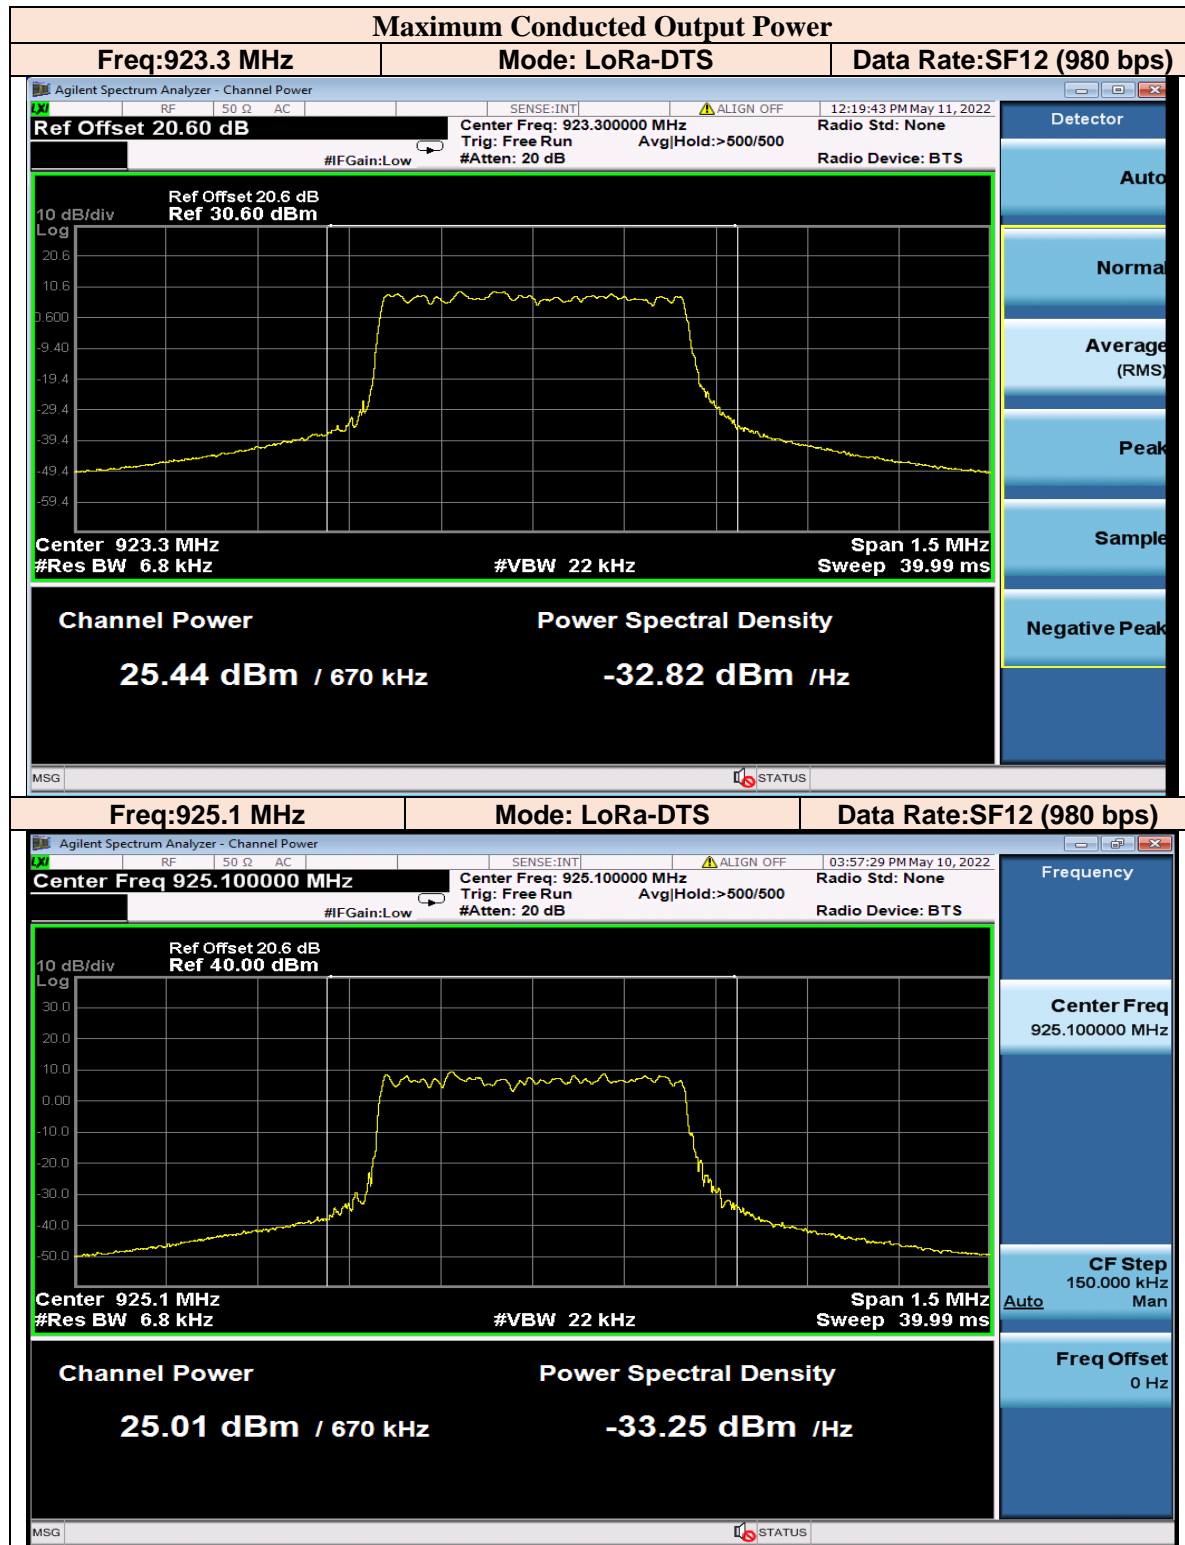 Maximum Conducted Output Power
Freq:923.3 MHz Mode: LoRa-DTS Data Rate:SF12 (980 bps)
Agilent Spectrum Analyzer - Channel Power
LXI RF 50 Ω AC SENSE:INT ALIGN OFF 12:19:43 PM May 11, 2022
Ref Offset 20.60 dB Center Freq: 923.300000 MHz Radio Std: None
Trig: Free Run Avg|Hold:>500/500
#IFGain:Low #Atten: 20 dB Radio Device: BTS
Detector
Auto
Normal
Average
(RMS)
Peak
Sample
Negative Peak
Ref Offset 20.6 dB
10 dB/div Ref 30.60 dBm
Log
20.6
10.6
0.600
-9.40
-19.4
-29.4
-39.4
-49.4
-59.4
Center 923.3 MHz Span 1.5 MHz
#Res BW 6.8 kHz #VBW 22 kHz Sweep 39.99 ms
Channel Power Power Spectral Density
25.44 dBm / 670 kHz -32.82 dBm /Hz
MSG STATUS
Freq:925.1 MHz Mode: LoRa-DTS Data Rate:SF12 (980 bps)
Agilent Spectrum Analyzer - Channel Power
LXI RF 50 Ω AC SENSE:INT ALIGN OFF 03:57:29 PM May 10, 2022
Center Freq 925.100000 MHz Center Freq: 925.100000 MHz Radio Std: None
Trig: Free Run Avg|Hold:>500/500
#IFGain:Low #Atten: 20 dB Radio Device: BTS
Frequency
Center Freq
925.100000 MHz
CF Step
150.000 kHz
Auto Man
Freq Offset
0 Hz
Ref Offset 20.6 dB
10 dB/div Ref 40.00 dBm
Log
30.0
20.0
10.0
0.00
-10.0
-20.0
-30.0
-40.0
-50.0
Center 925.1 MHz Span 1.5 MHz
#Res BW 6.8 kHz #VBW 22 kHz Sweep 39.99 ms
Channel Power Power Spectral Density
25.01 dBm / 670 kHz -33.25 dBm /Hz
MSG STATUS